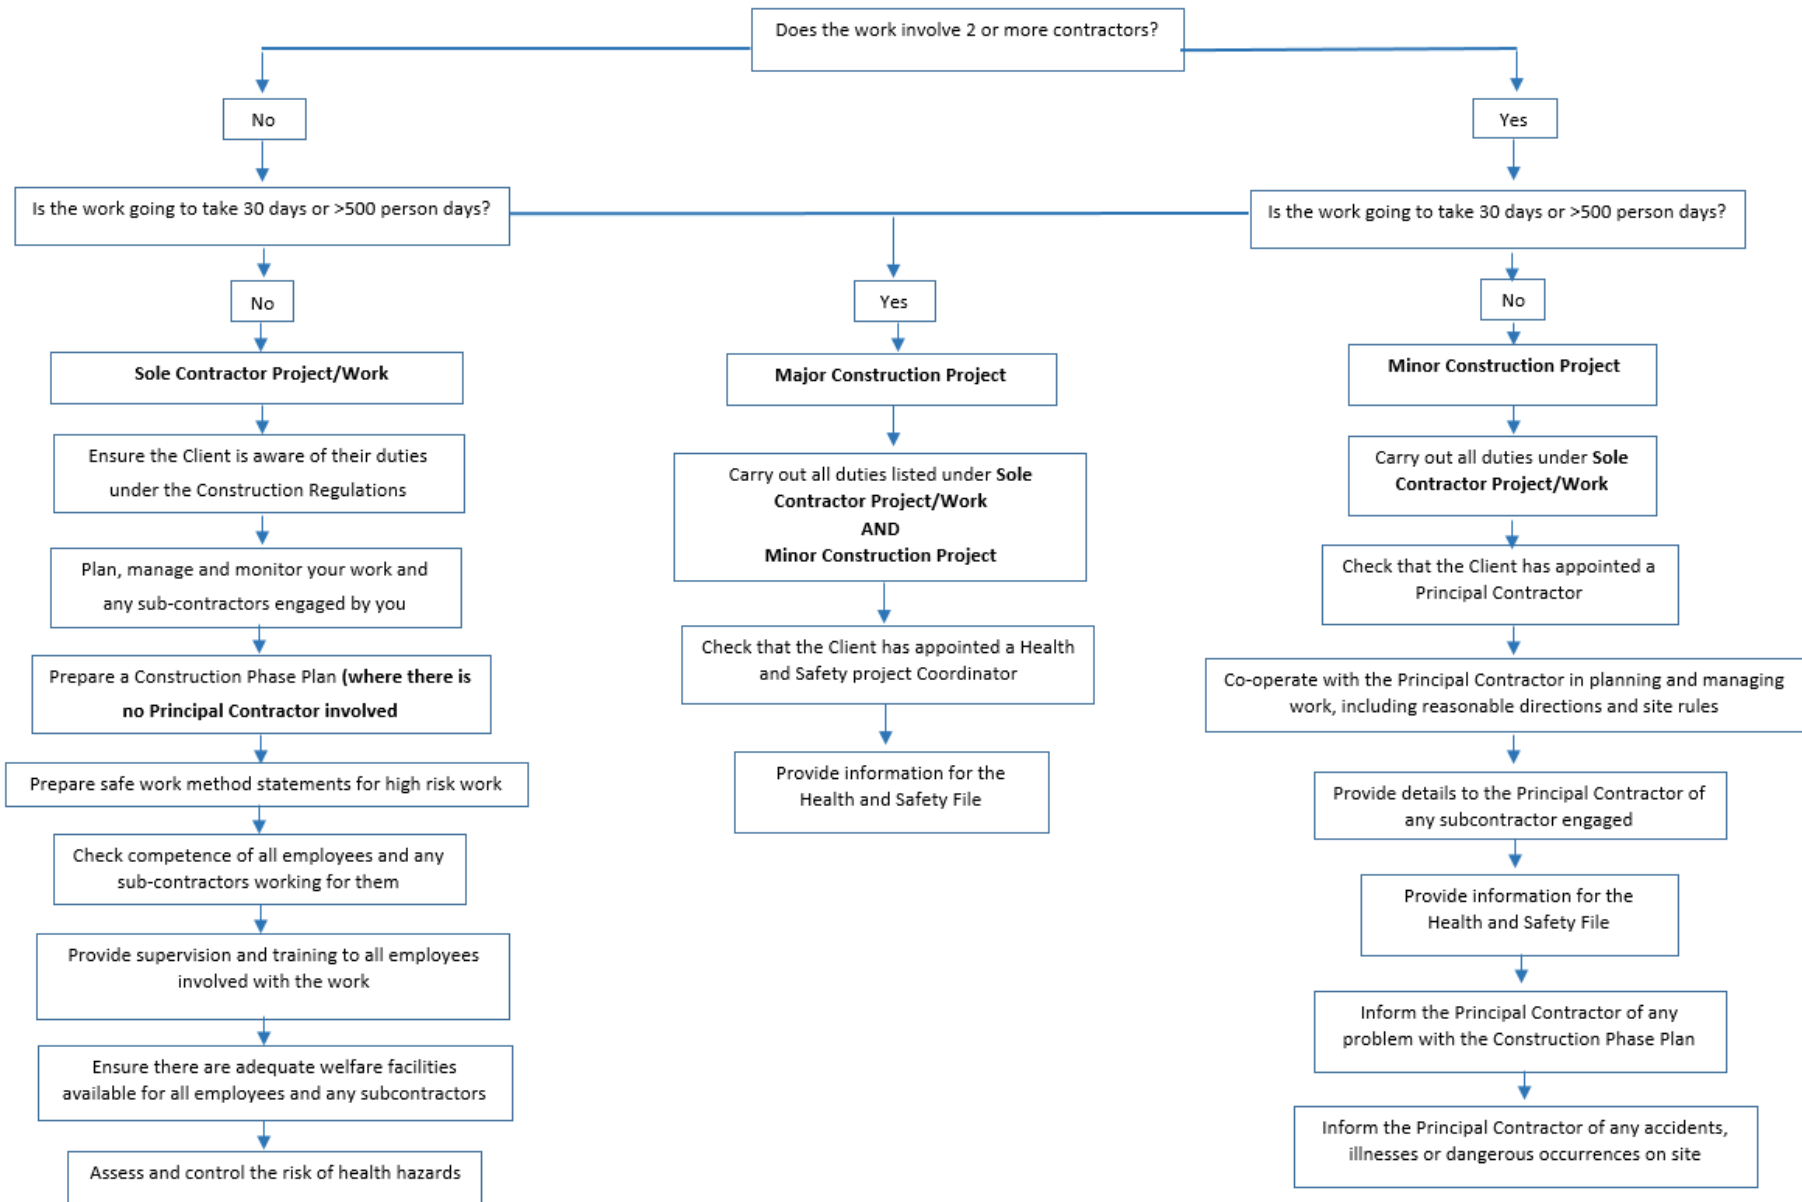 Does the work involve 2 or more contractors?
No
Yes
Is the work going to take 30 days or >500 person days?
Is the work going to take 30 days or >500 person days?
No
Yes
No
Sole Contractor Project/Work
Ensure the Client is aware of their duties
under the Construction Regulations
Plan, manage and monitor your work and
any sub-contractors engaged by you
Prepare a Construction Phase Plan (where there is
no Principal Contractor involved
Prepare safe work method statements for high risk work
Check competence of all employees and any
sub-contractors working for them
Provide supervision and training to all employees
involved with the work
Ensure there are adequate welfare facilities
available for all employees and any subcontractors
Assess and control the risk of health hazards
Major Construction Project
Carry out all duties listed under Sole
Contractor Project/Work
AND
Minor Construction Project
Check that the Client has appointed a Health
and Safety project Coordinator
Provide information for the
Health and Safety File
Minor Construction Project
Carry out all duties under Sole
Contractor Project/Work
Check that the Client has appointed a
Principal Contractor
Co-operate with the Principal Contractor in planning and managing
work, including reasonable directions and site rules
Provide details to the Principal Contractor of
any subcontractor engaged
Provide information for the
Health and Safety File
Inform the Principal Contractor of any
problem with the Construction Phase Plan
Inform the Principal Contractor of any accidents,
illnesses or dangerous occurrences on site